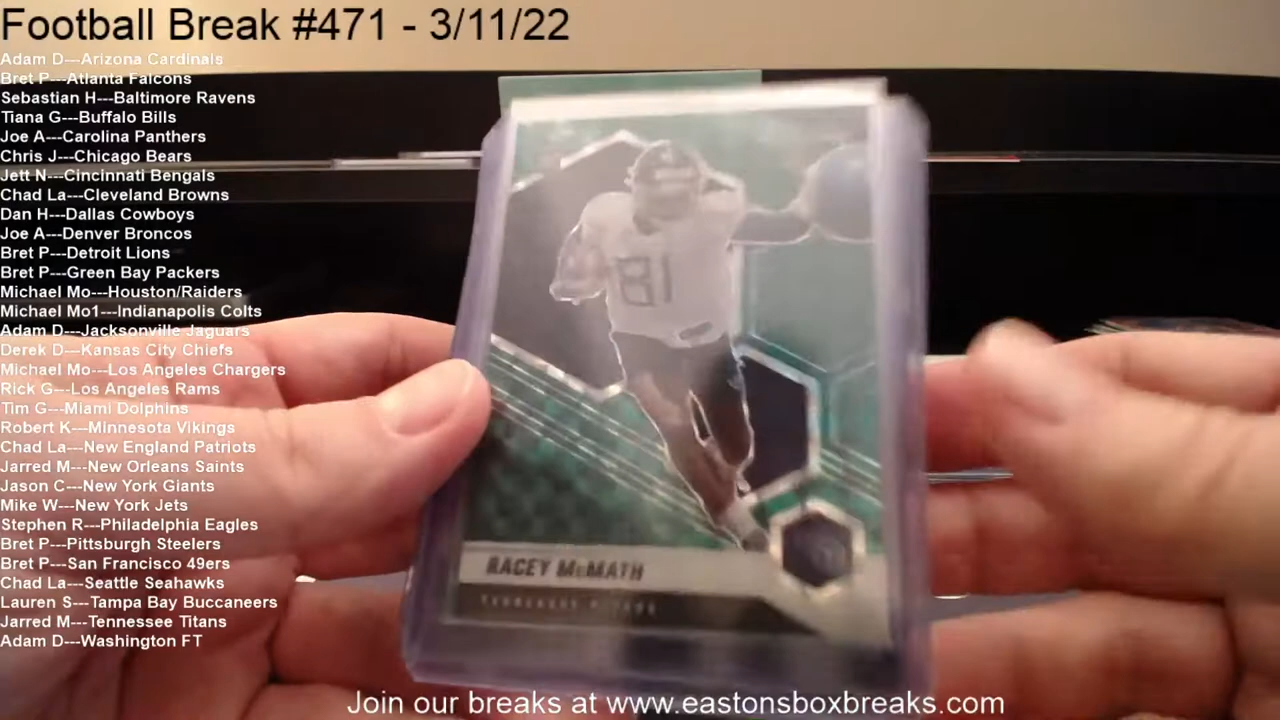 Football Break #471 - 3/11/22
Adam D---Arizona Cardinals
Bret P---Atlanta Falcons
Sebastian H---Baltimore Ravens
Tiana G---Buffalo Bills
Joe A---Carolina Panthers
Chris J---Chicago Bears
Jett N---Cincinnati Bengals
Chad La---Cleveland Browns
Dan H---Dallas Cowboys
Joe A---Denver Broncos
Bret P---Detroit Lions
Bret P---Green Bay Packers
Michael Mo---Houston/Raiders
Michael Mo1---Indianapolis Colts
Adam D---Jacksonville Jaguars
Derek D---Kansas City Chiefs
Michael Mo---Los Angeles Chargers
Rick G---Los Angeles Rams
Tim G---Miami Dolphins
Robert K---Minnesota Vikings
Chad La---New England Patriots
Jarred M---New Orleans Saints
Jason C---New York Giants
Mike W---New York Jets
Stephen R---Philadelphia Eagles
Bret P---Pittsburgh Steelers
Bret P---San Francisco 49ers
Chad La---Seattle Seahawks
Lauren S---Tampa Bay Buccaneers
Jarred M---Tennessee Titans
Adam D---Washington FT
81
RACEY McMATH
TENNESSEE TITANS
Join our breaks at www.eastonsboxbreaks.com